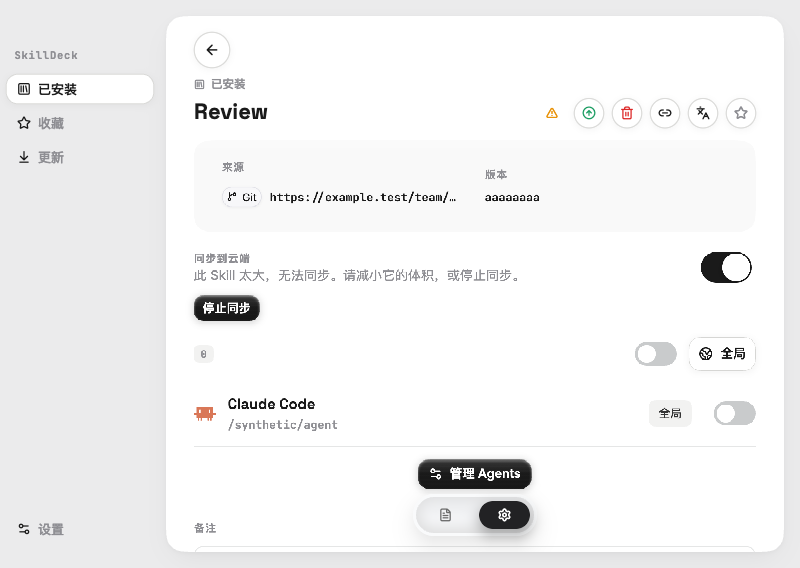 SkillDeck
已安装
收藏
更新
设置
已安装
Review
来源
Git https://example.test/team/…
版本
aaaaaaaa
同步到云端
此 Skill 太大，无法同步。请减小它的体积，或停止同步。
停止同步
0
全局
Claude Code
/synthetic/agent
全局
管理 Agents
备注